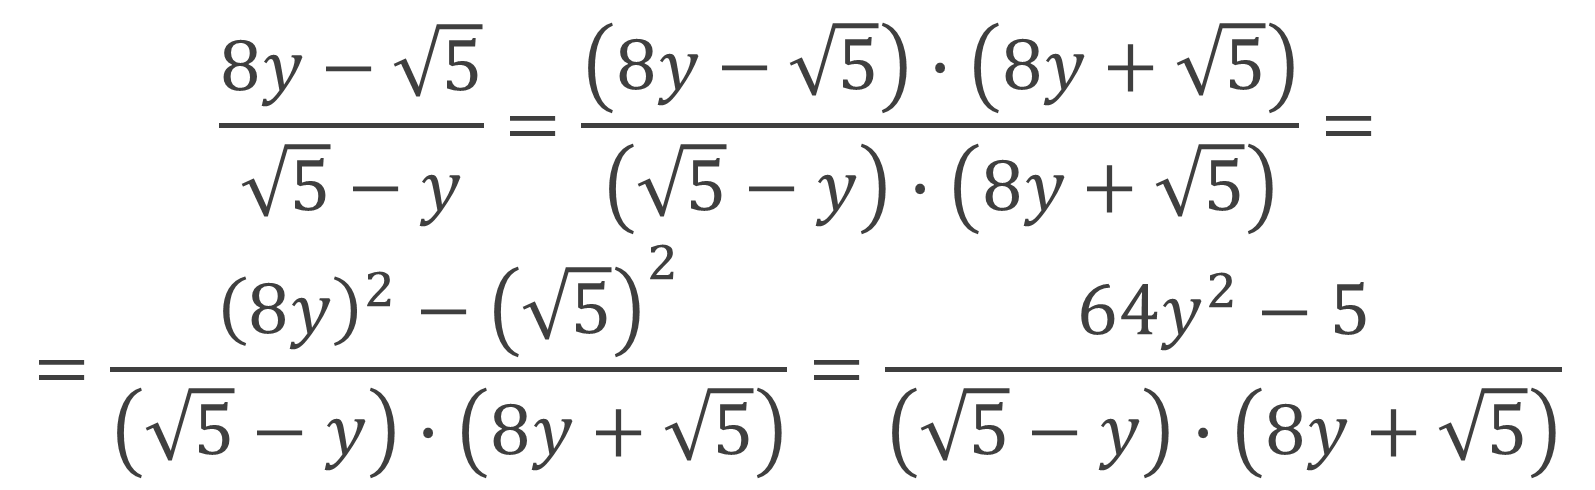 (8y − √5)/(√5 − y) = ((8y − √5) · (8y + √5))/((√5 − y) · (8y + √5)) =
= ((8y)² − (√5)²)/((√5 − y) · (8y + √5)) = (64y² − 5)/((√5 − y) · (8y + √5))